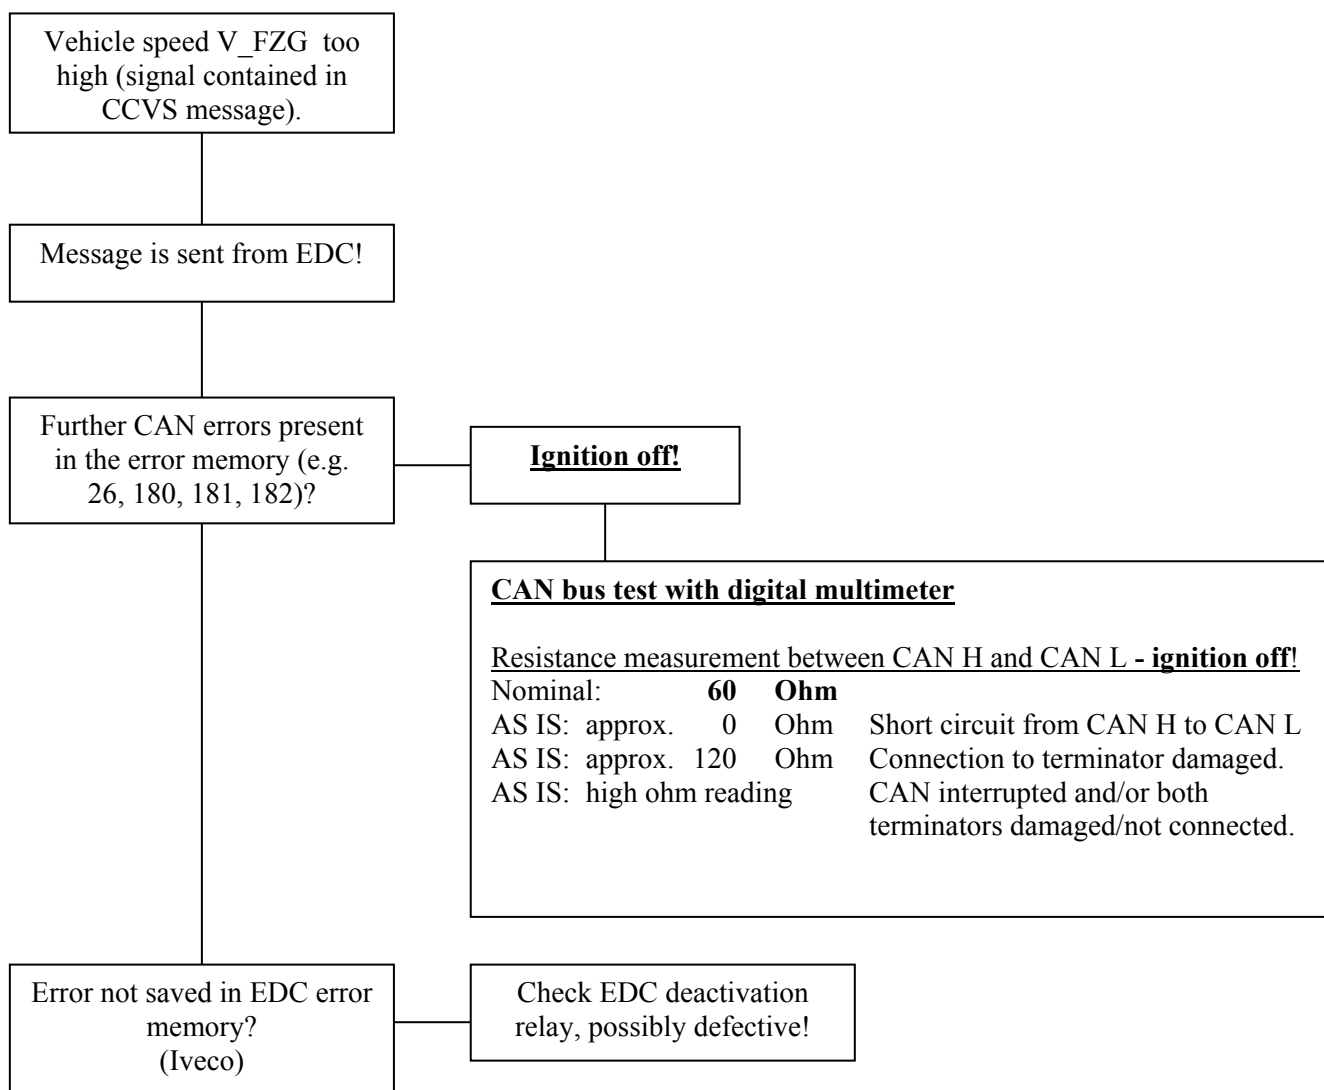 Vehicle speed V_FZG too
high (signal contained in
CCVS message).
Message is sent from EDC!
Further CAN errors present
in the error memory (e.g.
26, 180, 181, 182)?
Ignition off!
CAN bus test with digital multimeter
Resistance measurement between CAN H and CAN L - ignition off!
Nominal: 60 Ohm
AS IS: approx. 0 Ohm Short circuit from CAN H to CAN L
AS IS: approx. 120 Ohm Connection to terminator damaged.
AS IS: high ohm reading CAN interrupted and/or both
terminators damaged/not connected.
Error not saved in EDC error
memory?
(Iveco)
Check EDC deactivation
relay, possibly defective!